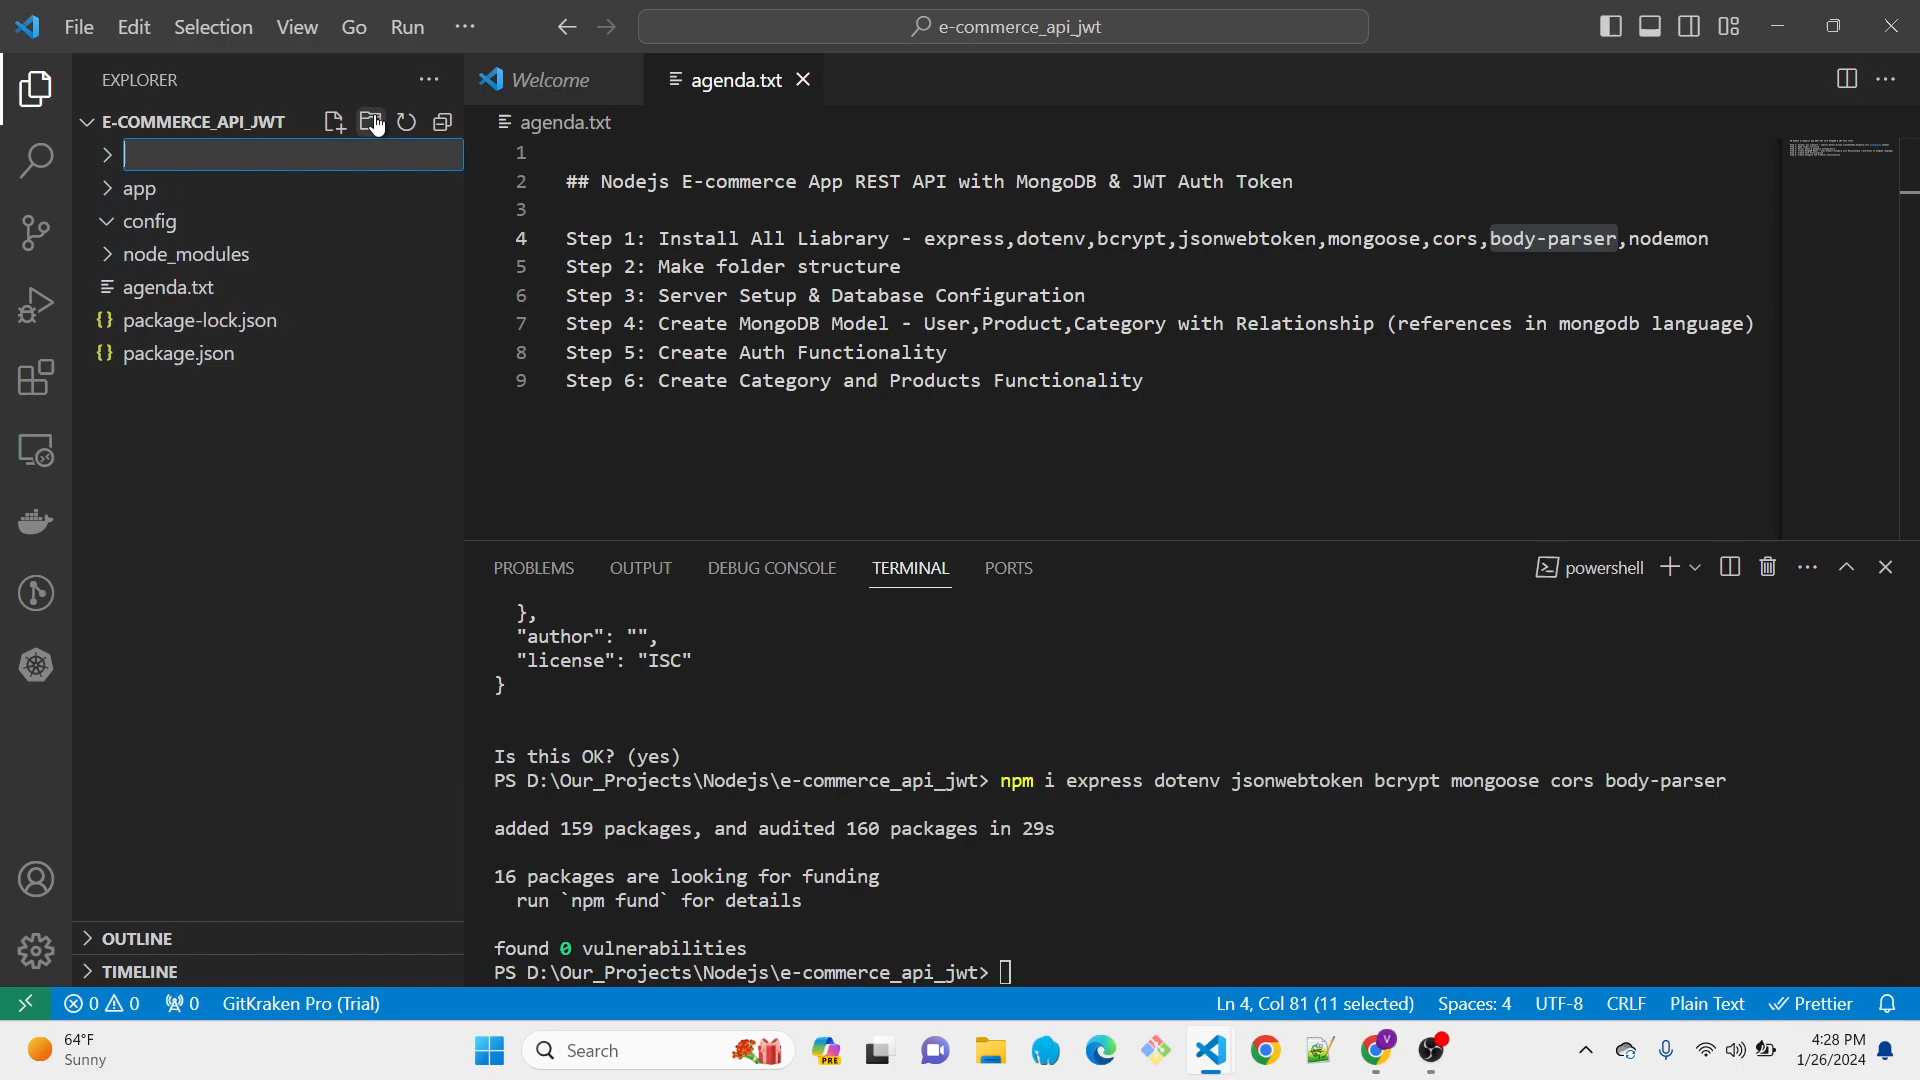 File Edit Selection View Go Run ···
e-commerce_api_jwt
EXPLORER
Welcome
agenda.txt
E-COMMERCE_API_JWT
agenda.txt
app
config
node_modules
agenda.txt
{} package-lock.json
{} package.json
1
2 ## Nodejs E-commerce App REST API with MongoDB & JWT Auth Token
3
4 Step 1: Install All Liabrary - express,dotenv,bcrypt,jsonwebtoken,mongoose,cors,body-parser,nodemon
5 Step 2: Make folder structure
6 Step 3: Server Setup & Database Configuration
7 Step 4: Create MongoDB Model - User,Product,Category with Relationship (references in mongodb language)
8 Step 5: Create Auth Functionality
9 Step 6: Create Category and Products Functionality
PROBLEMS OUTPUT DEBUG CONSOLE TERMINAL PORTS
powershell
},
"author": "",
"license": "ISC"
}
Is this OK? (yes)
PS D:\Our_Projects\Nodejs\e-commerce_api_jwt> npm i express dotenv jsonwebtoken bcrypt mongoose cors body-parser
added 159 packages, and audited 160 packages in 29s
16 packages are looking for funding
run `npm fund` for details
found 0 vulnerabilities
PS D:\Our_Projects\Nodejs\e-commerce_api_jwt>
OUTLINE
TIMELINE
0 0 0 GitKraken Pro (Trial)
Ln 4, Col 81 (11 selected) Spaces: 4 UTF-8 CRLF Plain Text Prettier
64°F
Sunny
Search
PRE
V
4:28 PM
1/26/2024